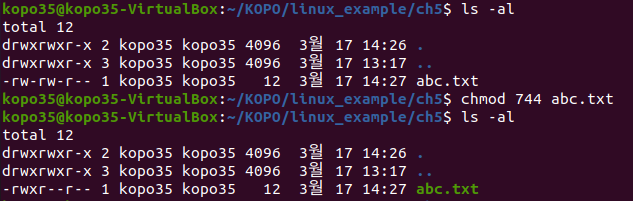 kopo35@kopo35-VirtualBox:~/KOPO/linux_example/ch5$ ls -al
total 12
drwxrwxr-x 2 kopo35 kopo35 4096  3월 17 14:26 .
drwxrwxr-x 3 kopo35 kopo35 4096  3월 17 13:17 ..
-rw-rw-r-- 1 kopo35 kopo35   12  3월 17 14:27 abc.txt
kopo35@kopo35-VirtualBox:~/KOPO/linux_example/ch5$ chmod 744 abc.txt
kopo35@kopo35-VirtualBox:~/KOPO/linux_example/ch5$ ls -al
total 12
drwxrwxr-x 2 kopo35 kopo35 4096  3월 17 14:26 .
drwxrwxr-x 3 kopo35 kopo35 4096  3월 17 13:17 ..
-rwxr--r-- 1 kopo35 kopo35   12  3월 17 14:27 abc.txt